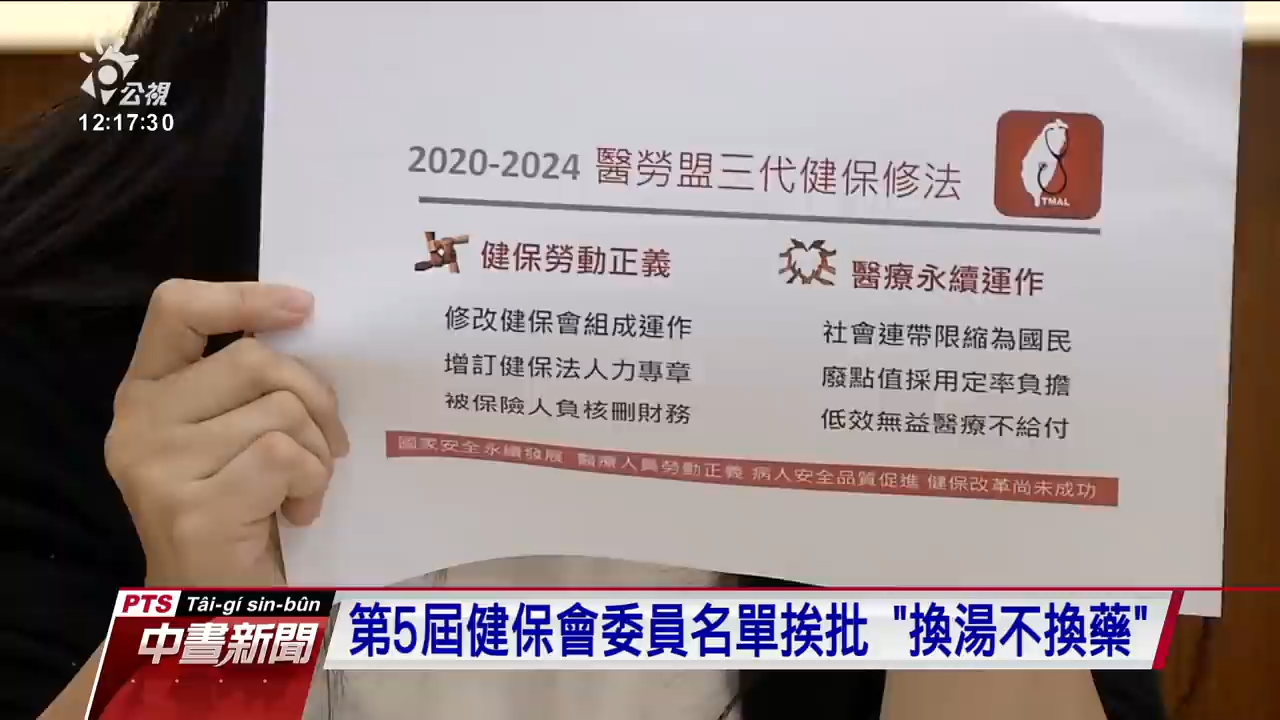 公視
12:17:30
2020-2024 醫勞盟三代健保修法
TMAL
健保勞動正義
醫療永續運作
修改健保會組成運作
社會連帶限縮為國民
增訂健保法人力專章
廢點值採用定率負擔
被保險人負核刪財務
低效無益醫療不給付
國家安全永續發展 醫療人員勞動正義 病人安全品質促進 健保改革尚未成功
PTS Tâi-gí sin-bûn
中晝新聞
第5屆健保會委員名單挨批 "換湯不換藥"